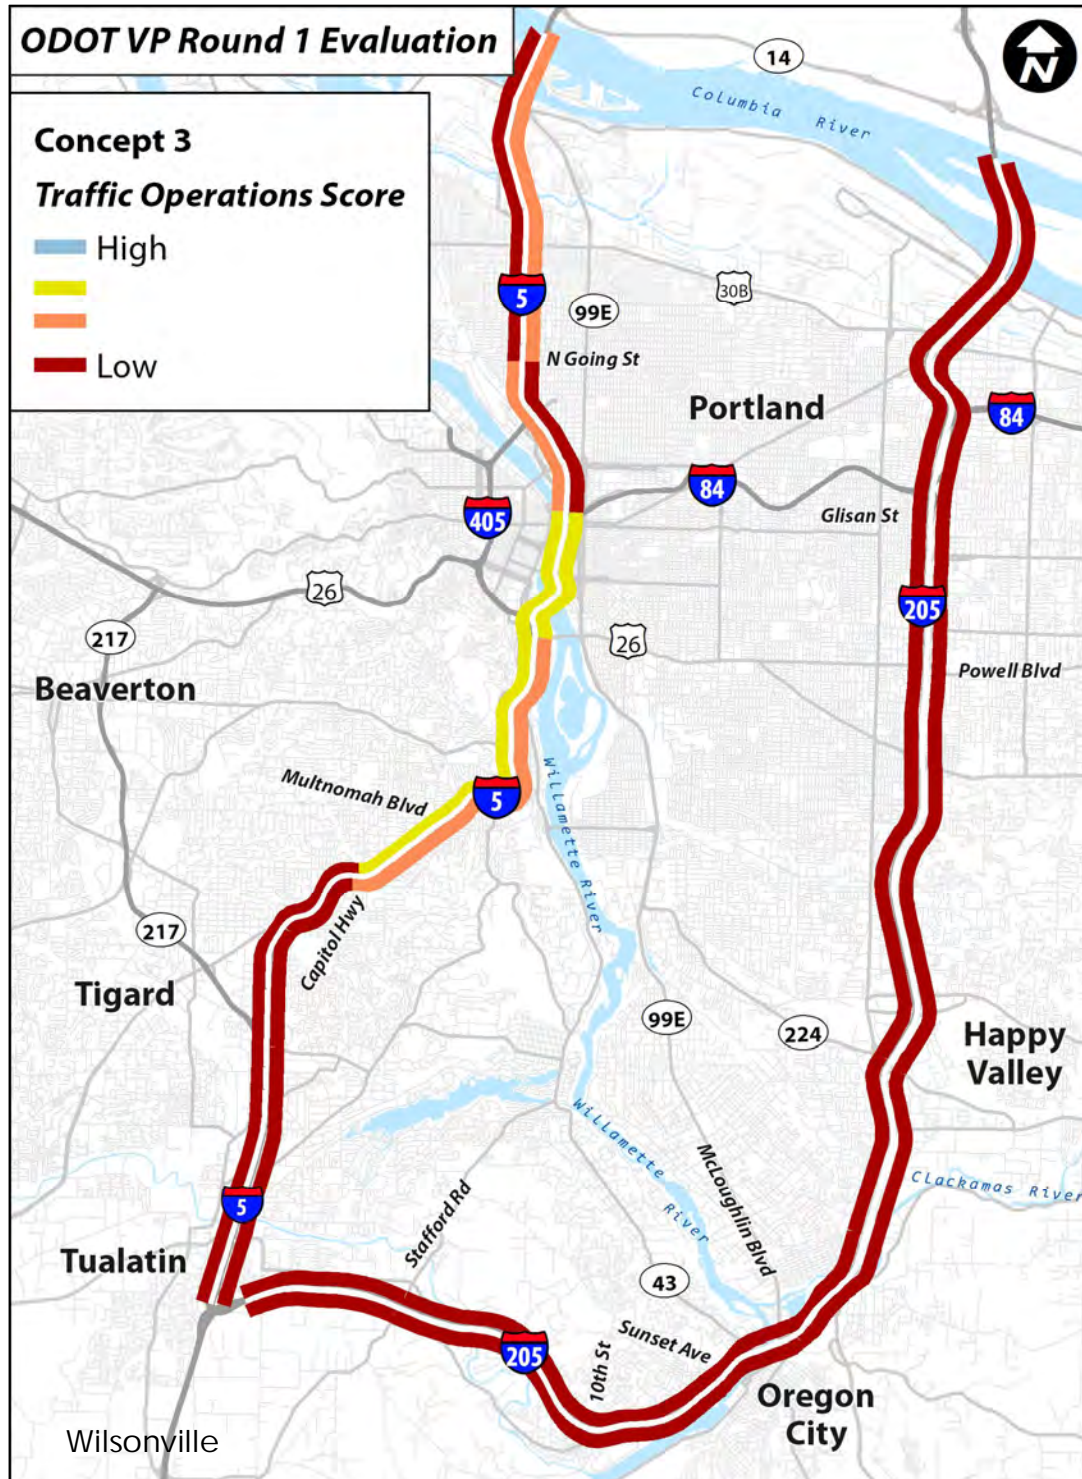 ODOT VP Round 1 Evaluation
Concept 3
Traffic Operations Score
High
Low
N
14
Columbia River
5
99E
30B
N Going St
Portland
84
84
405
Glisan St
26
205
217
26
Beaverton
Powell Blvd
Multnomah Blvd
5
Willamette River
Capitol Hwy
217
Tigard
99E
224
Happy
Valley
Willamette River
McLoughlin Blvd
Clackamas River
5
Stafford Rd
Tualatin
43
Sunset Ave
205
10th St
Oregon
City
Wilsonville